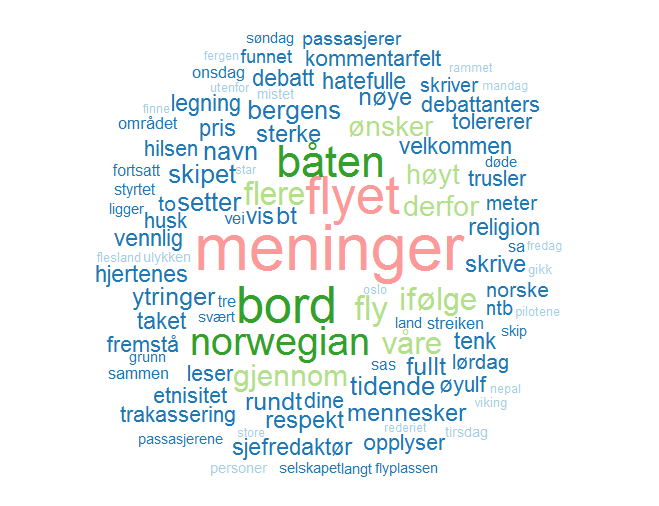 søndag passasjerer
fergen funnet kommentarfelt
onsdag debatt hatefulle rammet
utenfor mistet nøye skriver mandag
finne legning bergens debattanters
området pris sterke ønsker tolererer
hilsen navn båten velkommen
fortsatt skipet star høyt døde trusler
styrtet setter flere flyet derfor meter
ligger to vei vis bt religion
husk meninger sa fredag
vennlig
flesland ulykken skrive gikk
hjertenes oslo norske
ytringer tre bord fly ifølge ntb pilotene
taket svært land streiken skip
fremstå norwegian våre tenk
grunn sas fullt lørdag
sammen leser gjennom tidende øyulf nepal
etnisitet rundt dine viking
trakassering respekt mennesker
passasjerene store rederiet tirsdag
sjefredaktør opplyser
personer selskapet langt flyplassen